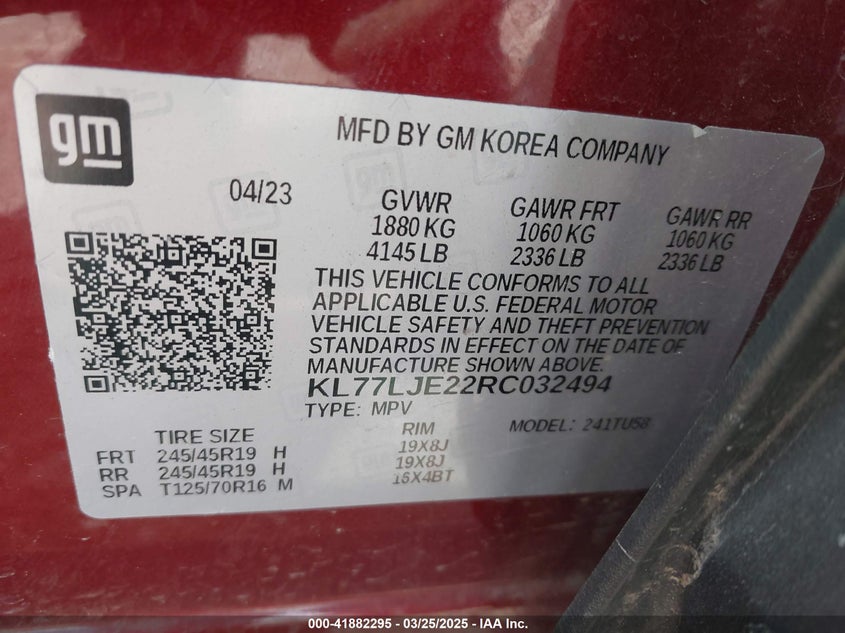 gm
MFD BY GM KOREA COMPANY
04/23
GVWR GAWR FRT GAWR RR
1880 KG 1060 KG 1060 KG
4145 LB 2336 LB 2336 LB
THIS VEHICLE CONFORMS TO ALL
APPLICABLE U.S. FEDERAL MOTOR
VEHICLE SAFETY AND THEFT PREVENTION
STANDARDS IN EFFECT ON THE DATE OF
MANUFACTURE SHOWN ABOVE.
KL77LJE22RC032494
TYPE: MPV MODEL: 241TU58
TIRE SIZE RIM
FRT 245/45R19 H 19X8J
RR 245/45R19 H 19X8J
SPA T125/70R16 M 16X4BT
000-41882295 - 03/25/2025 - IAA Inc.